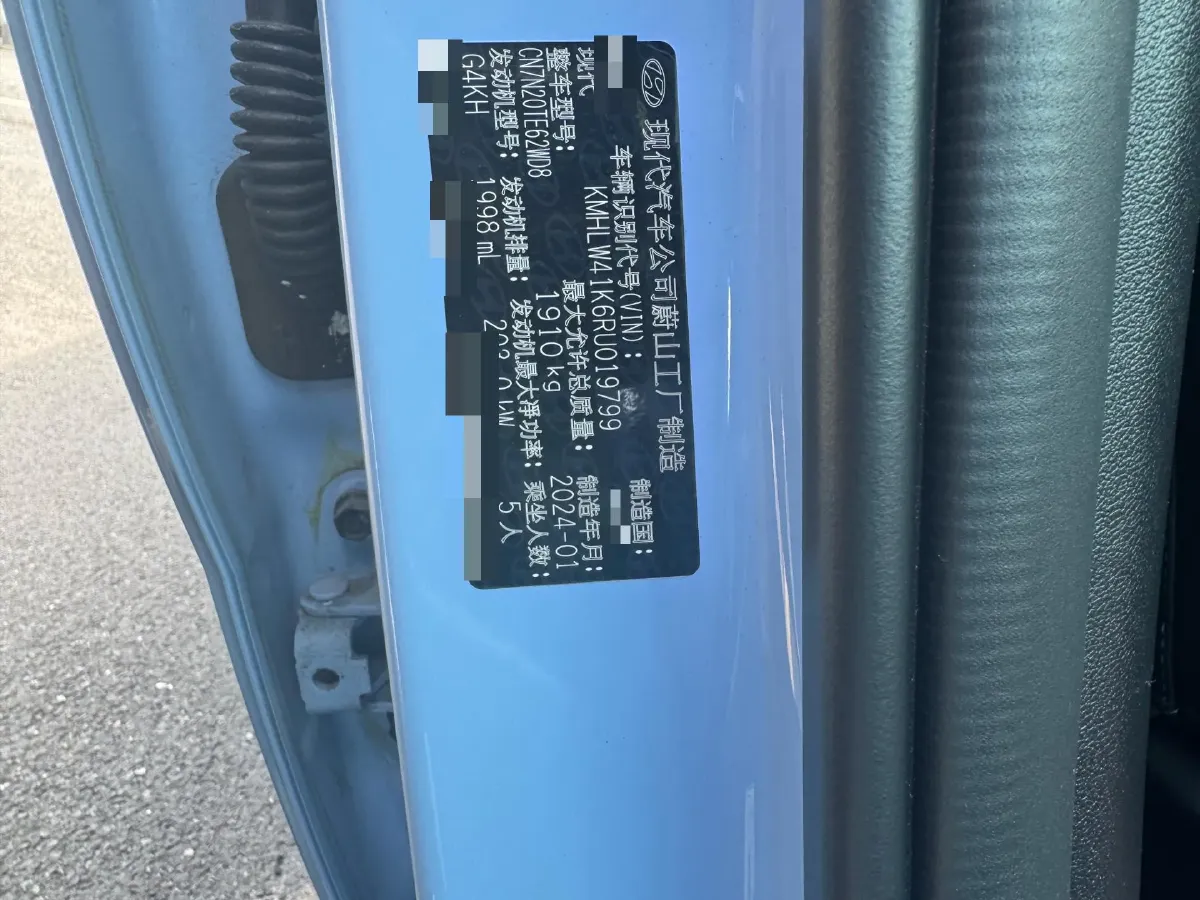 现代汽车公司蔚山工厂 制造
车辆识别代号(VIN): 制造国:
KMHLW41K6RU019799
现代
最大允许总质量: 制造年月:
整车型号: 1910kg 2024-01
CN7N20TE62WD8
发动机型号: 发动机排量: 发动机最大净功率: 乘坐人数:
G4KH 1998 ml 5人